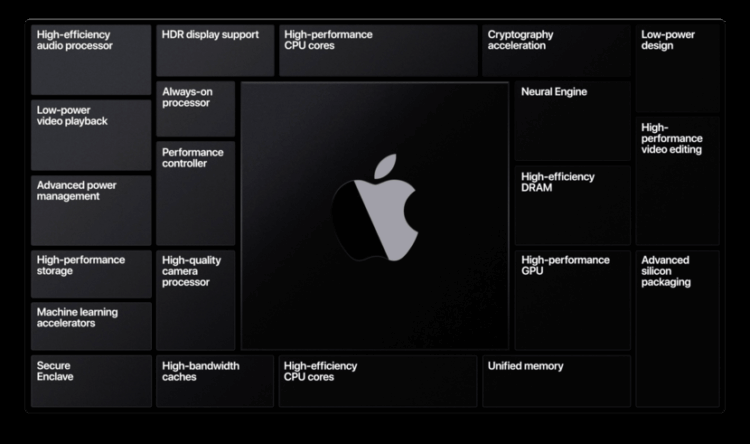 High-efficiency
audio processor
HDR display support
High-performance
CPU cores
Cryptography
acceleration
Low-power
design
Low-power
video playback
Always-on
processor
Neural Engine
High-
performance
video editing
Performance
controller
Advanced power
management
High-efficiency
DRAM
High-performance
storage
High-quality
camera
processor
High-performance
GPU
Advanced
silicon
packaging
Machine learning
accelerators
Secure
Enclave
High-bandwidth
caches
High-efficiency
CPU cores
Unified memory